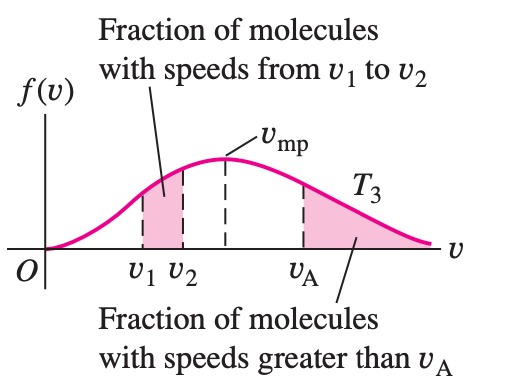 Fraction of molecules
with speeds from v₁ to v₂
f(v)
vmp
T₃
v
O
v₁ v₂
vA
Fraction of molecules
with speeds greater than vA